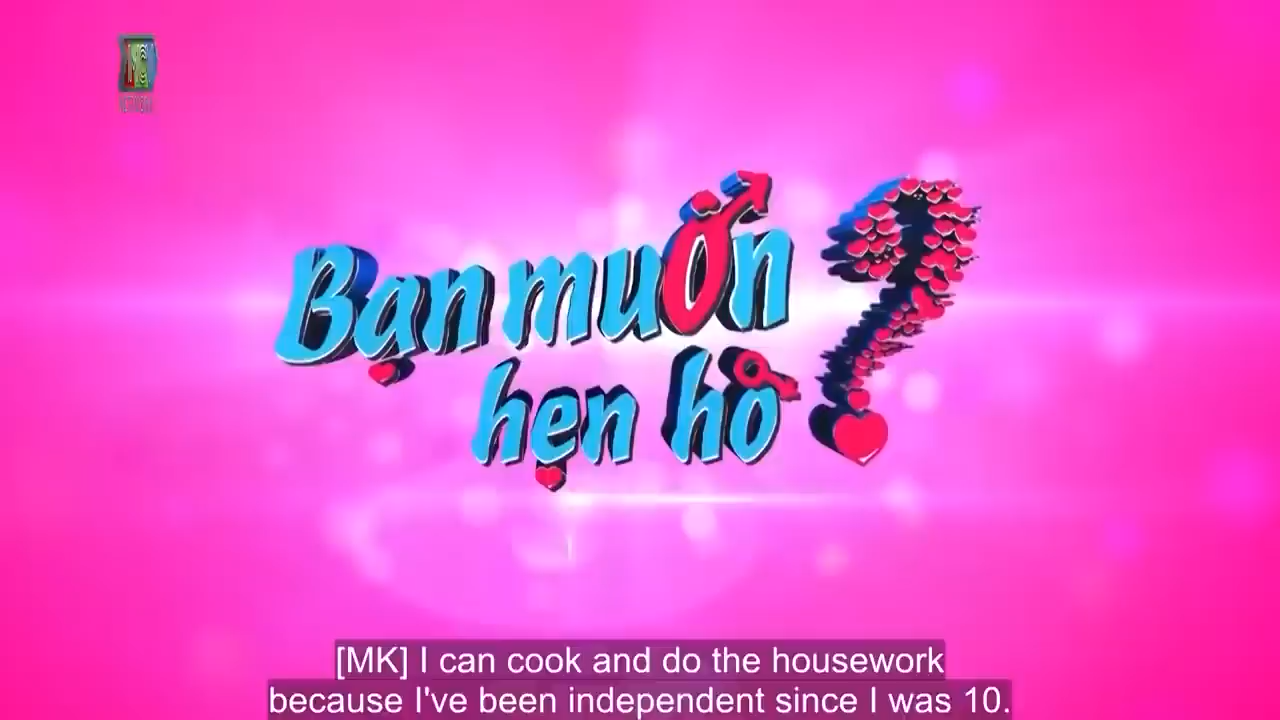 Bạn muốn
hẹn hò ?
[MK] I can cook and do the housework
because I've been independent since I was 10.